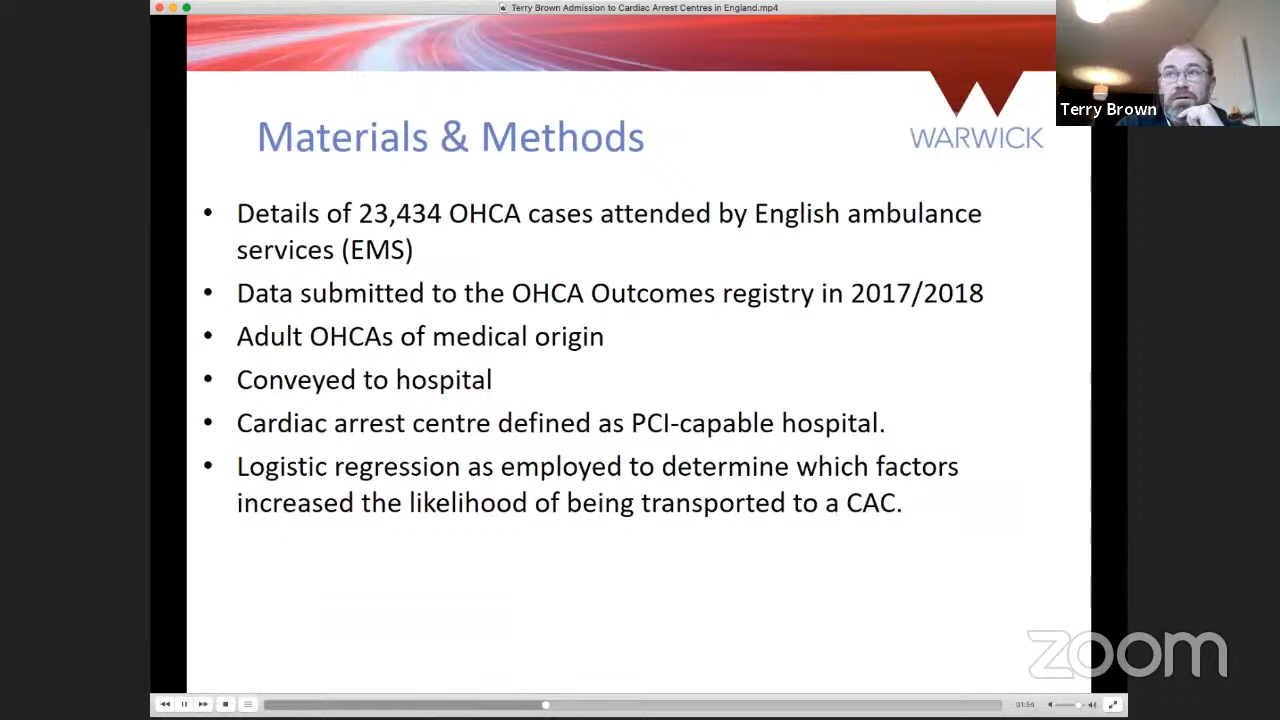 Terry Brown Admission to Cardiac Arrest Centres in England.mp4
Terry Brown
WARWICK
Materials & Methods
• Details of 23,434 OHCA cases attended by English ambulance
services (EMS)
• Data submitted to the OHCA Outcomes registry in 2017/2018
• Adult OHCAs of medical origin
• Conveyed to hospital
• Cardiac arrest centre defined as PCI-capable hospital.
• Logistic regression as employed to determine which factors
increased the likelihood of being transported to a CAC.
zoom
01:56